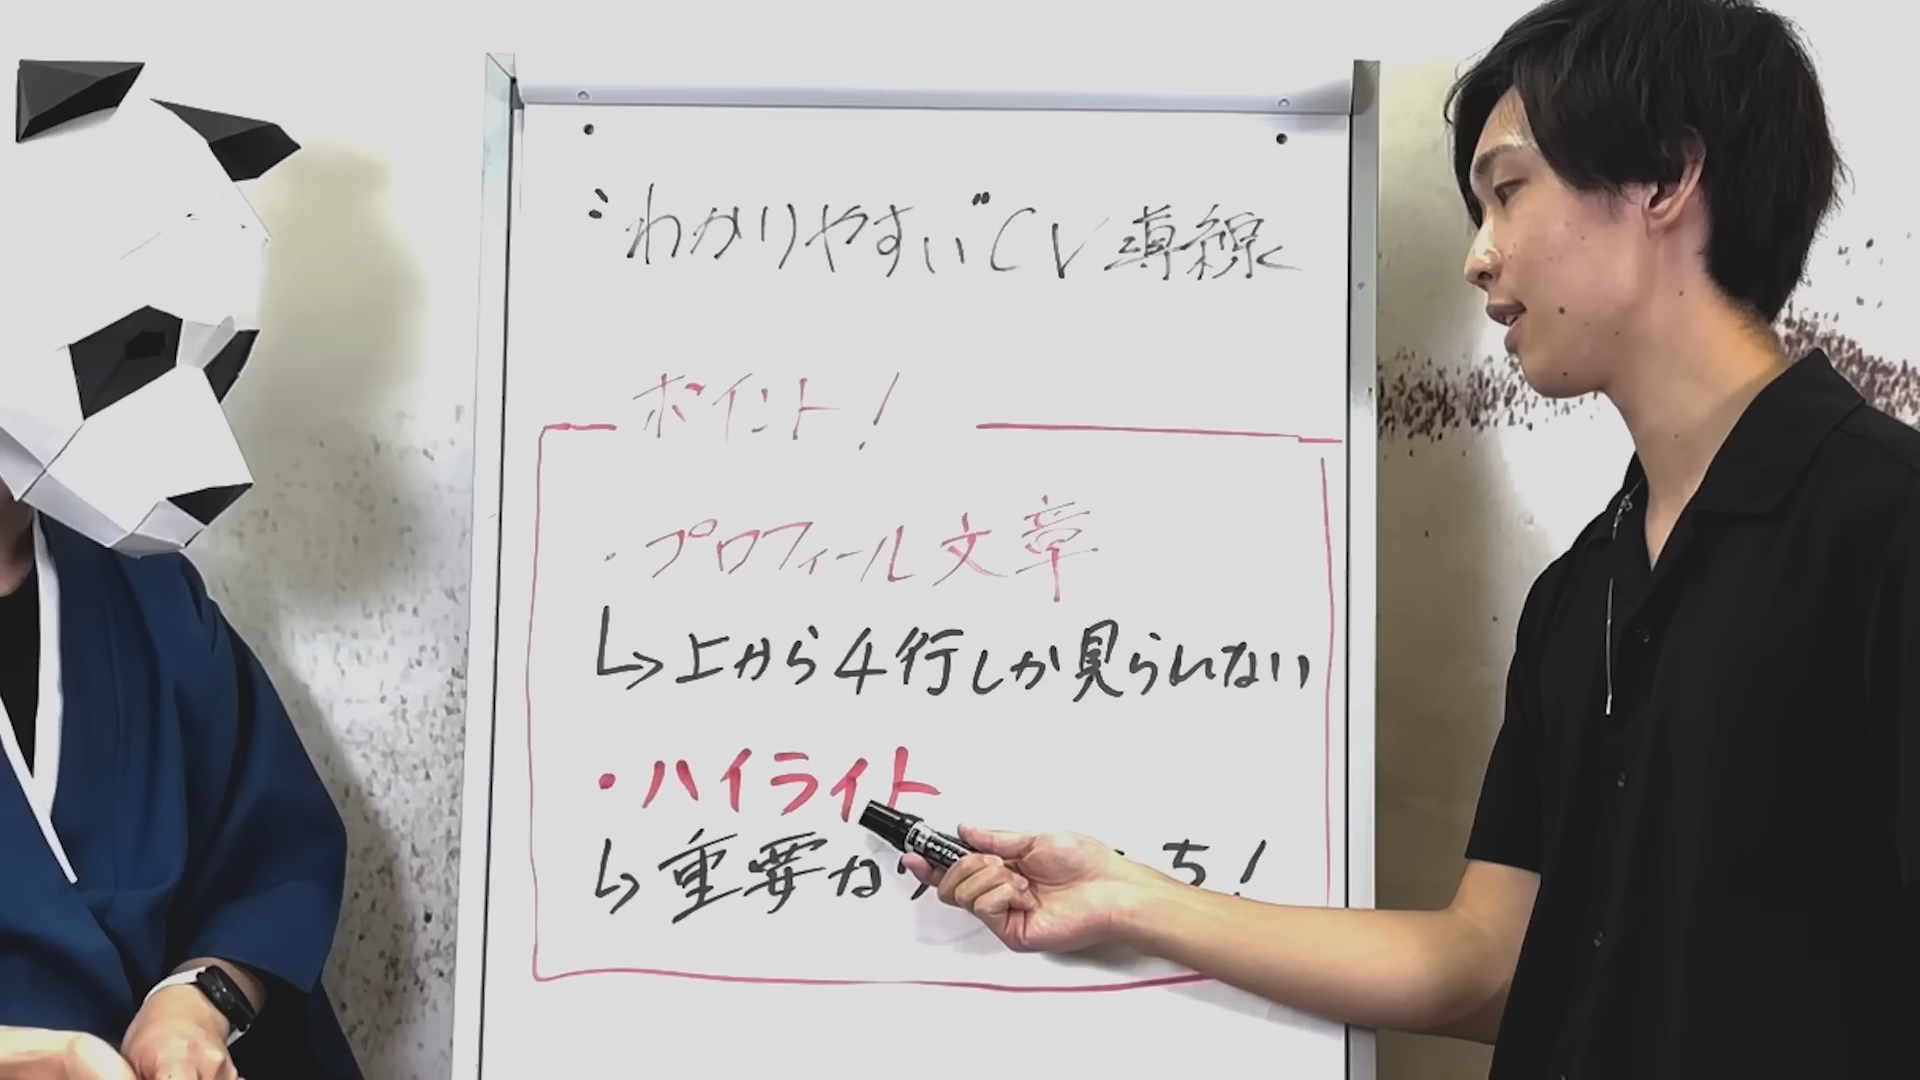 "わかりやすい"CV導線
ポイント!
・プロフィール文章
↳上から4行しか見られない
・ハイライト
↳重要な ち!